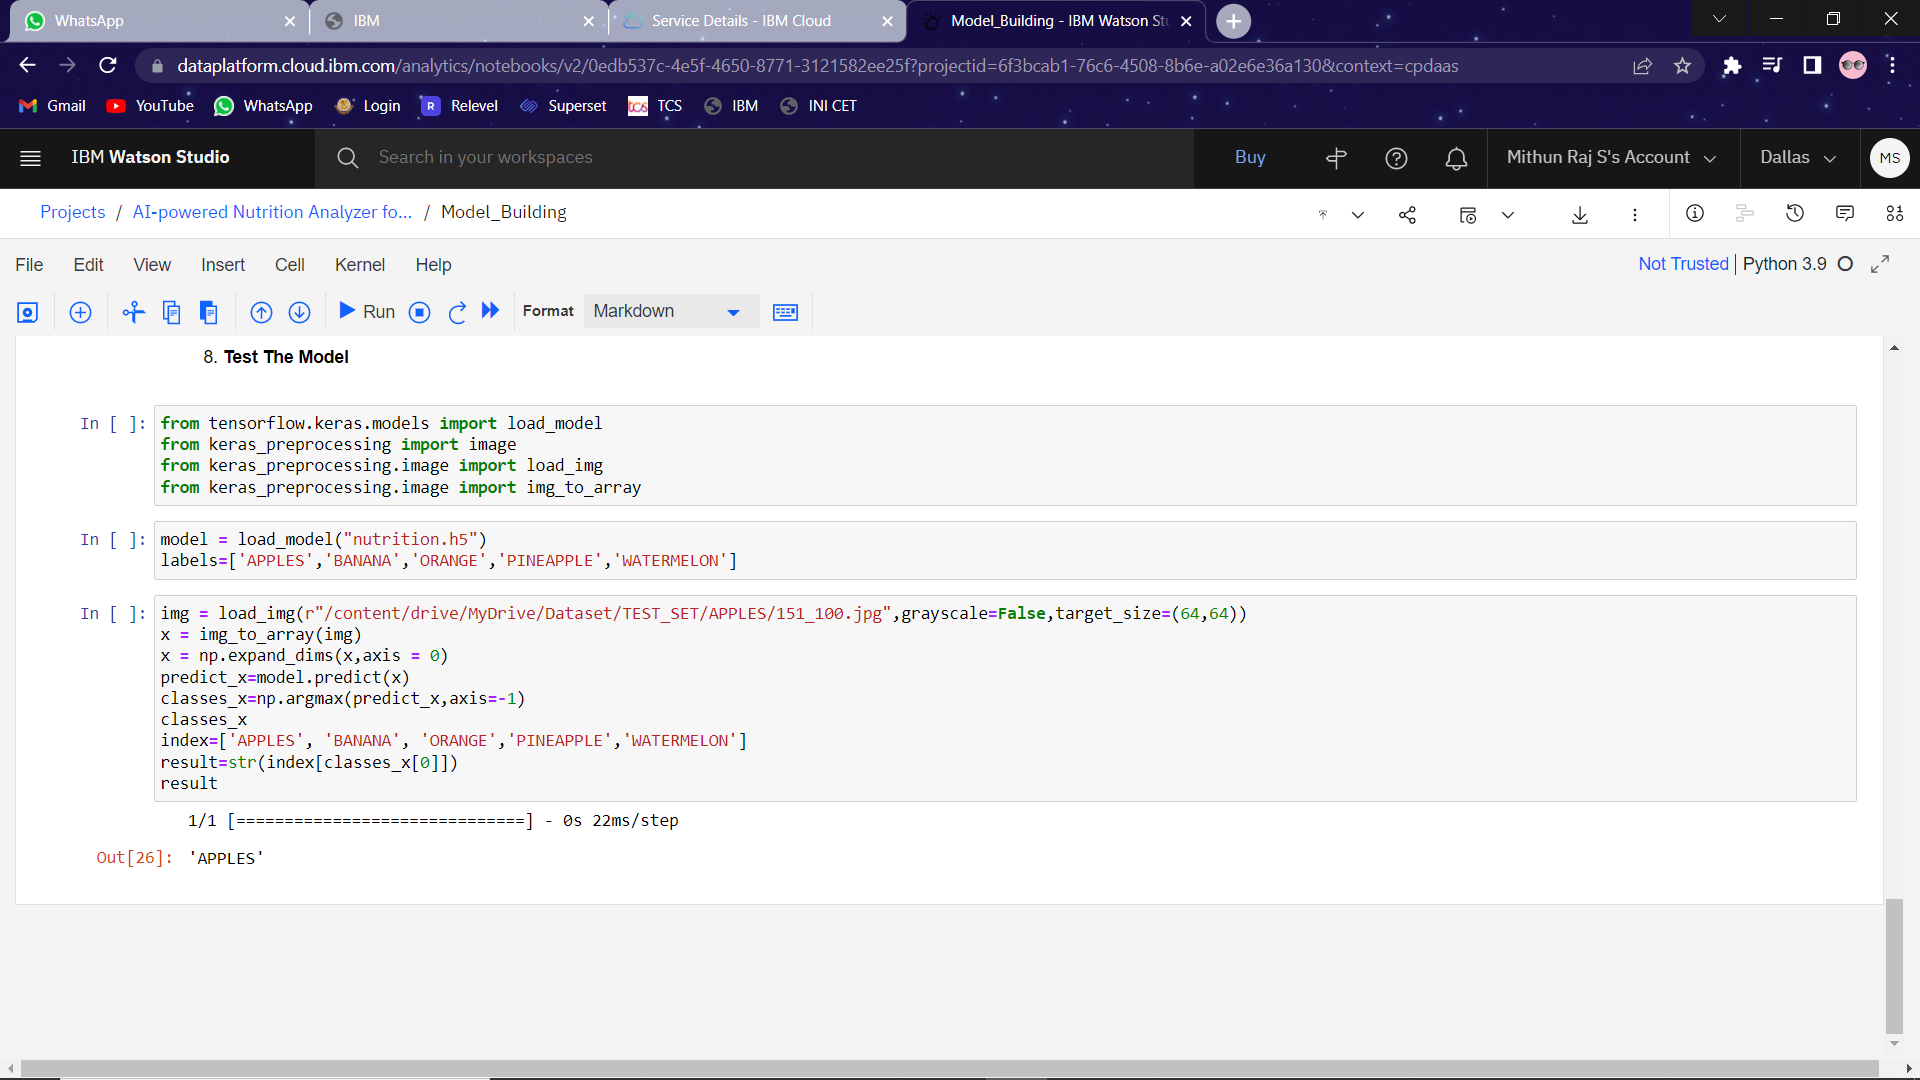 WhatsApp
IBM
Service Details - IBM Cloud
Model_Building - IBM Watson Stu
dataplatform.cloud.ibm.com/analytics/notebooks/v2/0edb537c-4e5f-4650-8771-3121582ee25f?projectid=6f3bcab1-76c6-4508-8b6e-a02e6e36a130&context=cpdaas
Gmail YouTube WhatsApp Login R Relevel Superset tcs TCS IBM INI CET
IBM Watson Studio
Search in your workspaces
Buy
Mithun Raj S's Account
Dallas
MS
Projects / AI-powered Nutrition Analyzer fo... / Model_Building
File Edit View Insert Cell Kernel Help
Not Trusted | Python 3.9
Run
Format
Markdown
8. Test The Model
In [ ]: from tensorflow.keras.models import load_model
from keras_preprocessing import image
from keras_preprocessing.image import load_img
from keras_preprocessing.image import img_to_array
In [ ]: model = load_model("nutrition.h5")
labels=['APPLES','BANANA','ORANGE','PINEAPPLE','WATERMELON']
In [ ]: img = load_img(r"/content/drive/MyDrive/Dataset/TEST_SET/APPLES/151_100.jpg",grayscale=False,target_size=(64,64))
x = img_to_array(img)
x = np.expand_dims(x,axis = 0)
predict_x=model.predict(x)
classes_x=np.argmax(predict_x,axis=-1)
classes_x
index=['APPLES', 'BANANA', 'ORANGE','PINEAPPLE','WATERMELON']
result=str(index[classes_x[0]])
result
1/1 [==============================] - 0s 22ms/step
Out[26]: 'APPLES'